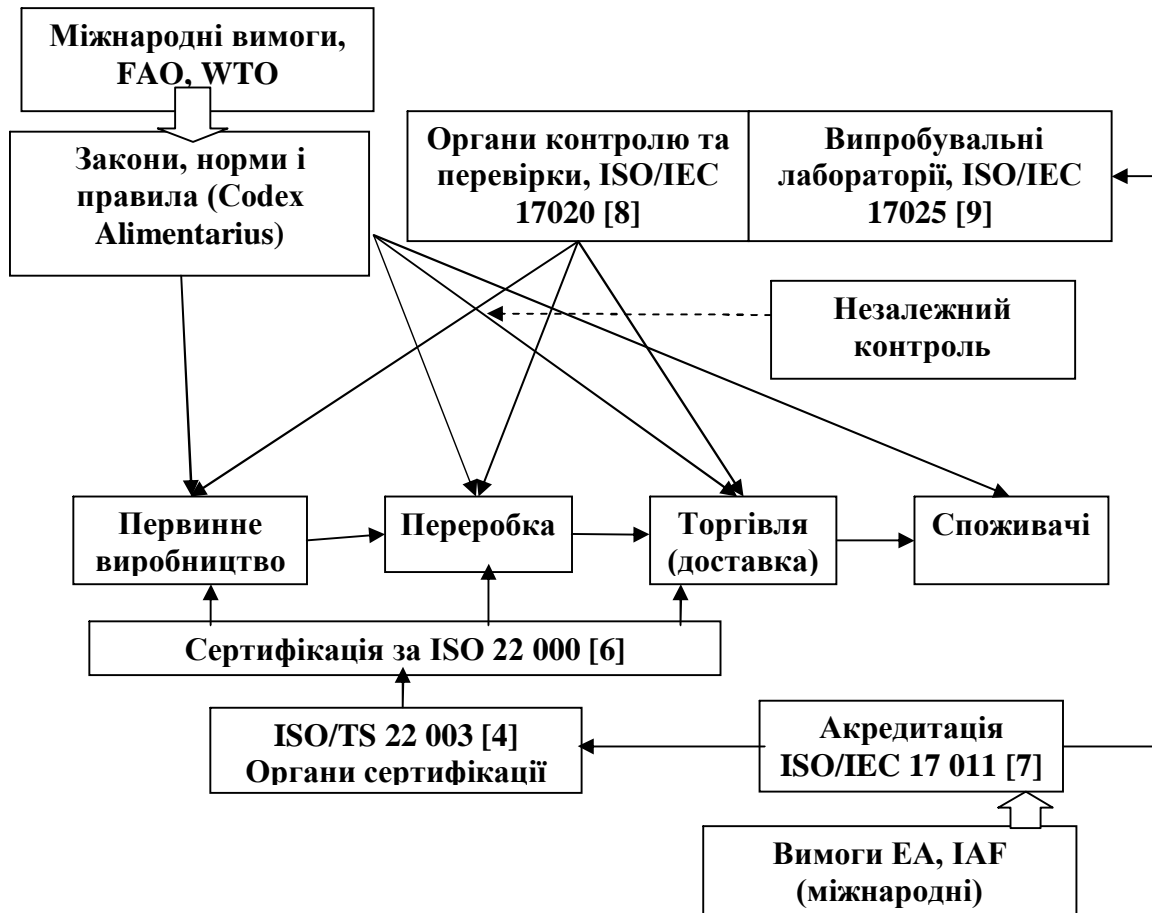 Міжнародні вимоги,
FAO, WTO
Закони, норми і
правила (Codex
Alimentarius)
Органи контролю та
перевірки, ISO/IEC
17020 [8]
Випробувальні
лабораторії, ISO/IEC
17025 [9]
Незалежний
контроль
Первинне
виробництво
Переробка
Торгівля
(доставка)
Споживачі
Сертифікація за ISO 22 000 [6]
ISO/TS 22 003 [4]
Органи сертифікації
Акредитація
ISO/IEC 17 011 [7]
Вимоги EA, IAF
(міжнародні)